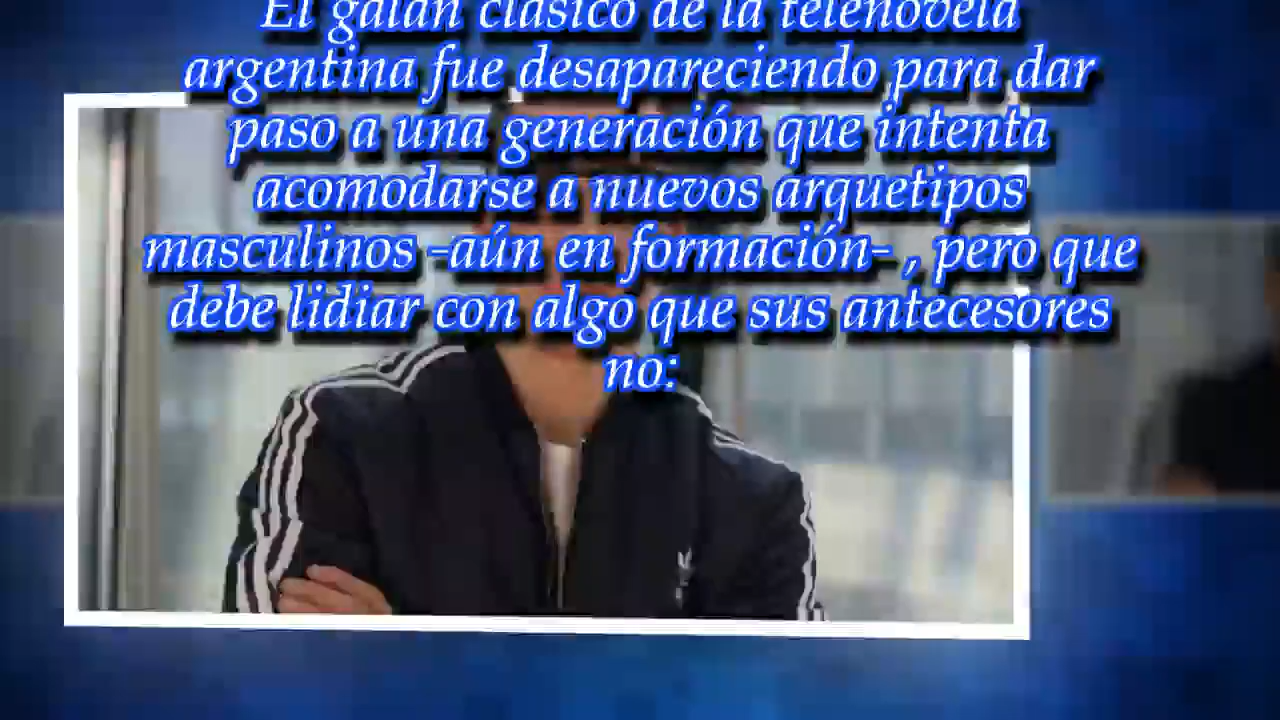 El galán clásico de la telenovela
argentina fue desapareciendo para dar
paso a una generación que intenta
acomodarse a nuevos arquetipos
masculinos -aún en formación- , pero que
debe lidiar con algo que sus antecesores
no: